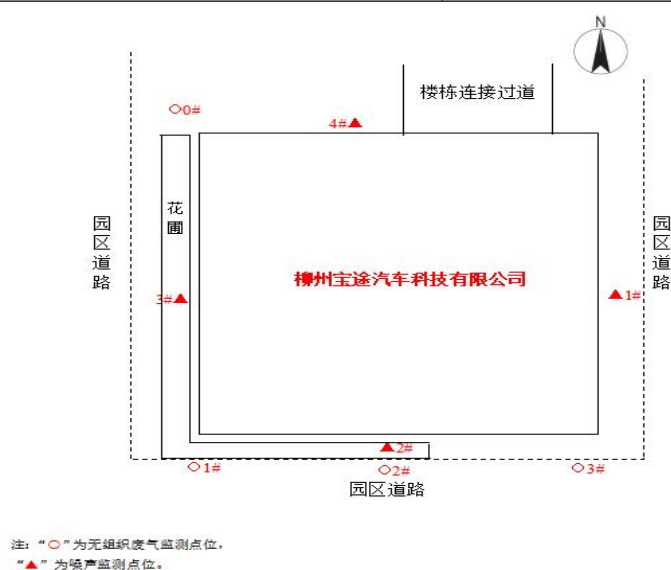 N
楼栋连接过道
○0#
4#▲
花圃
园区道路
园区道路
柳州宝途汽车科技有限公司
3#▲
▲1#
▲2#
○1#
○2#
○3#
园区道路
注：“○”为无组织废气监测点位，
“▲”为噪声监测点位。